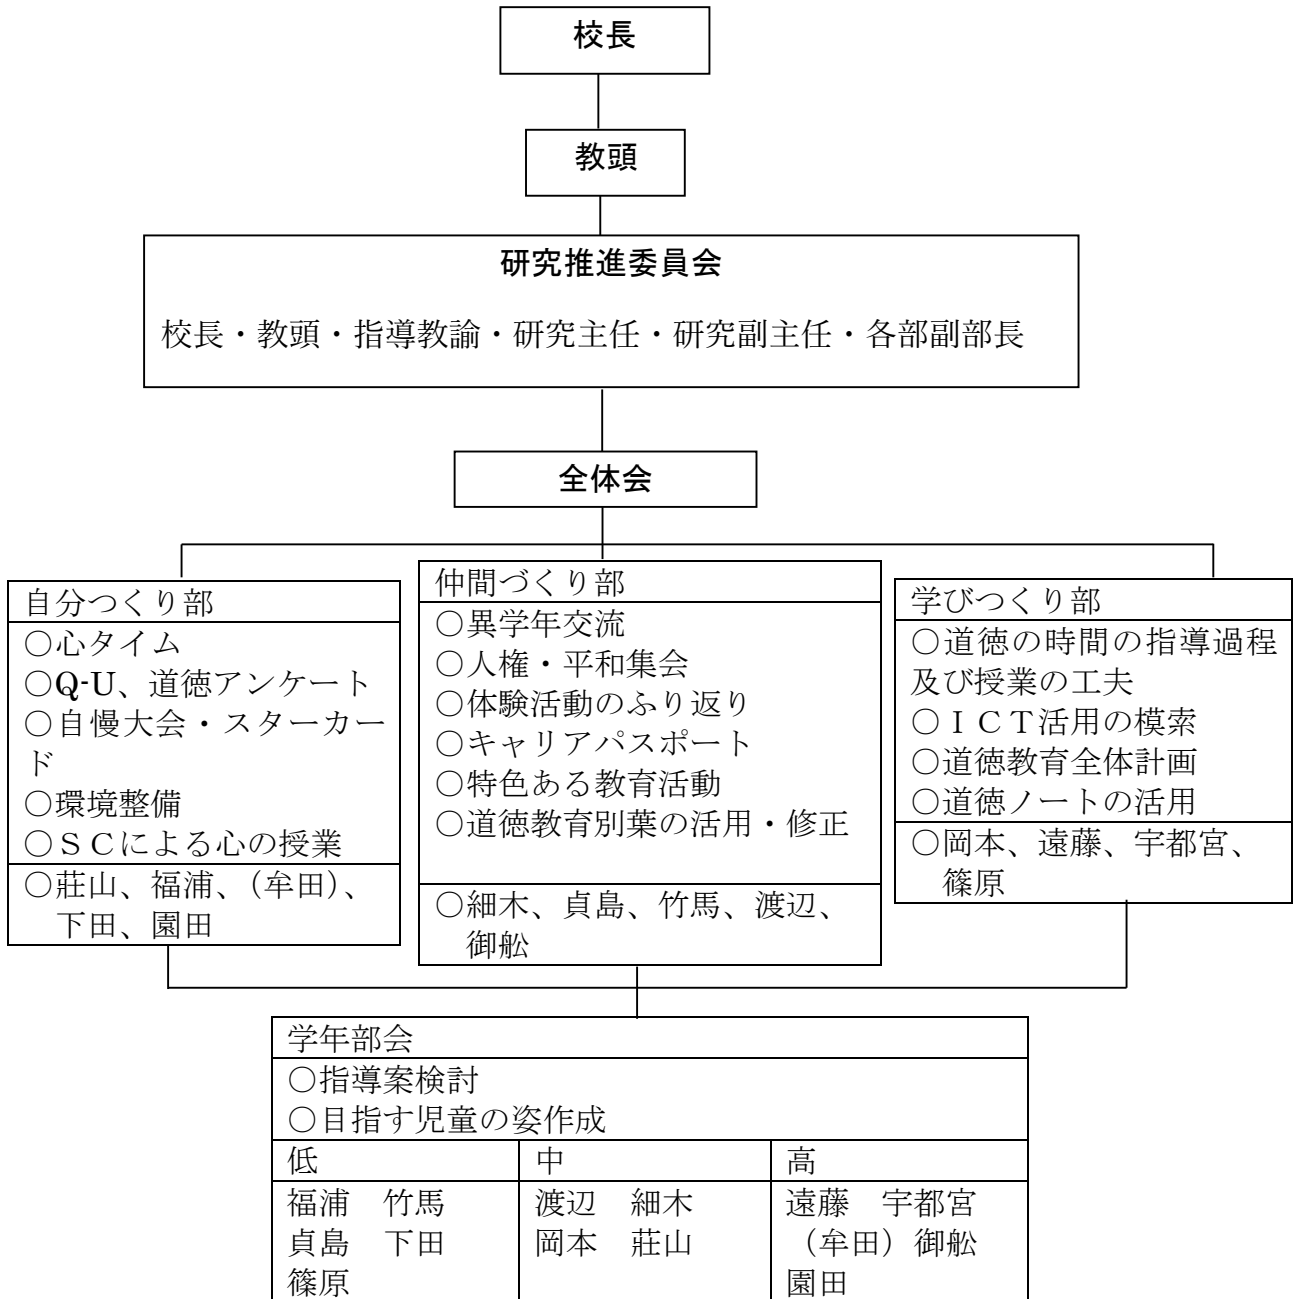 校長
教頭
研究推進委員会
校長・教頭・指導教諭・研究主任・研究副主任・各部副部長
全体会
自分つくり部
○心タイム
○Q-U、道徳アンケート
○自慢大会・スターカー
ド
○環境整備
○ＳＣによる心の授業
○莊山、福浦、（牟田）、
下田、園田
仲間づくり部
○異学年交流
○人権・平和集会
○体験活動のふり返り
○キャリアパスポート
○特色ある教育活動
○道徳教育別葉の活用・修正
○細木、貞島、竹馬、渡辺、
御舩
学びつくり部
○道徳の時間の指導過程
及び授業の工夫
○ＩＣＴ活用の模索
○道徳教育全体計画
○道徳ノートの活用
○岡本、遠藤、宇都宮、
篠原
学年部会
○指導案検討
○目指す児童の姿作成
低
福浦　竹馬
貞島　下田
篠原
中
渡辺　細木
岡本　莊山
高
遠藤　宇都宮
（牟田）御舩
園田